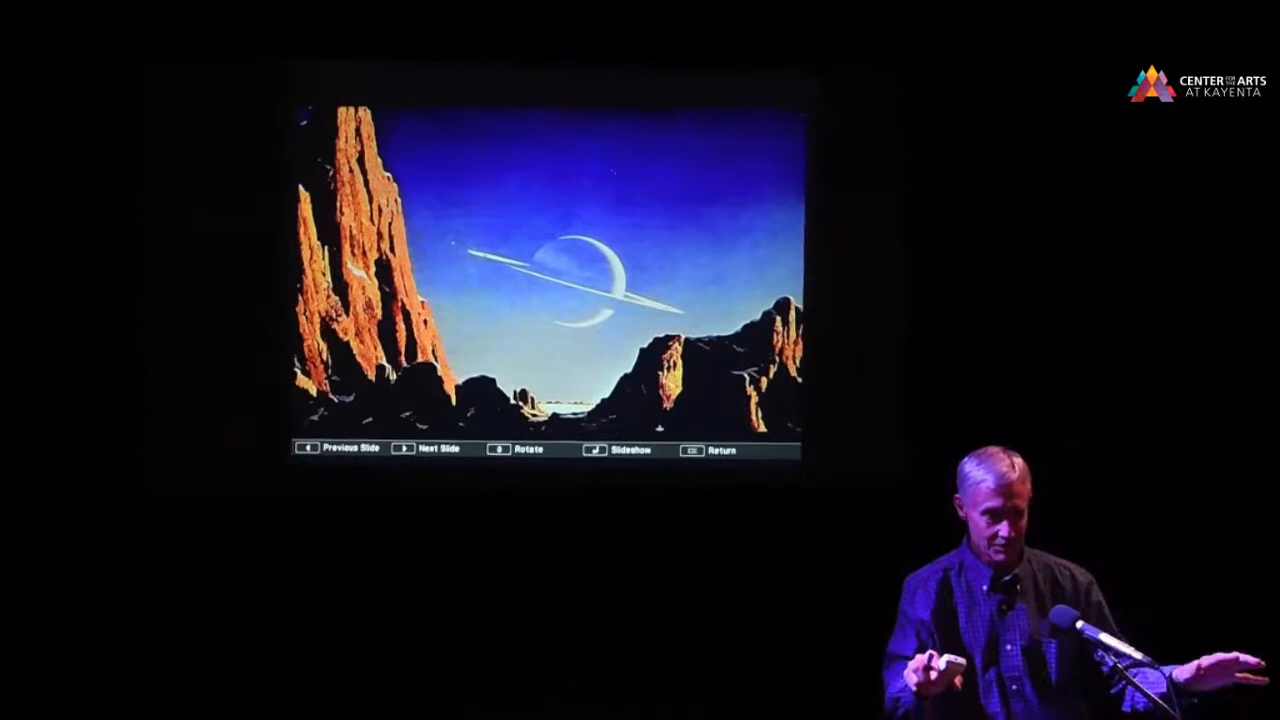 CENTER FOR THE ARTS
AT KAYENTA
Previous Slide Next Slide Rotate Slideshow Return